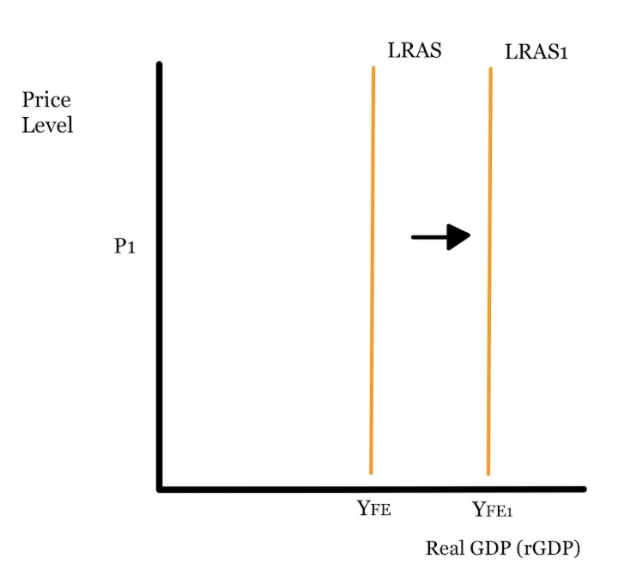 LRAS
LRAS1
Price
Level
P1
YFE
YFE1
Real GDP (rGDP)